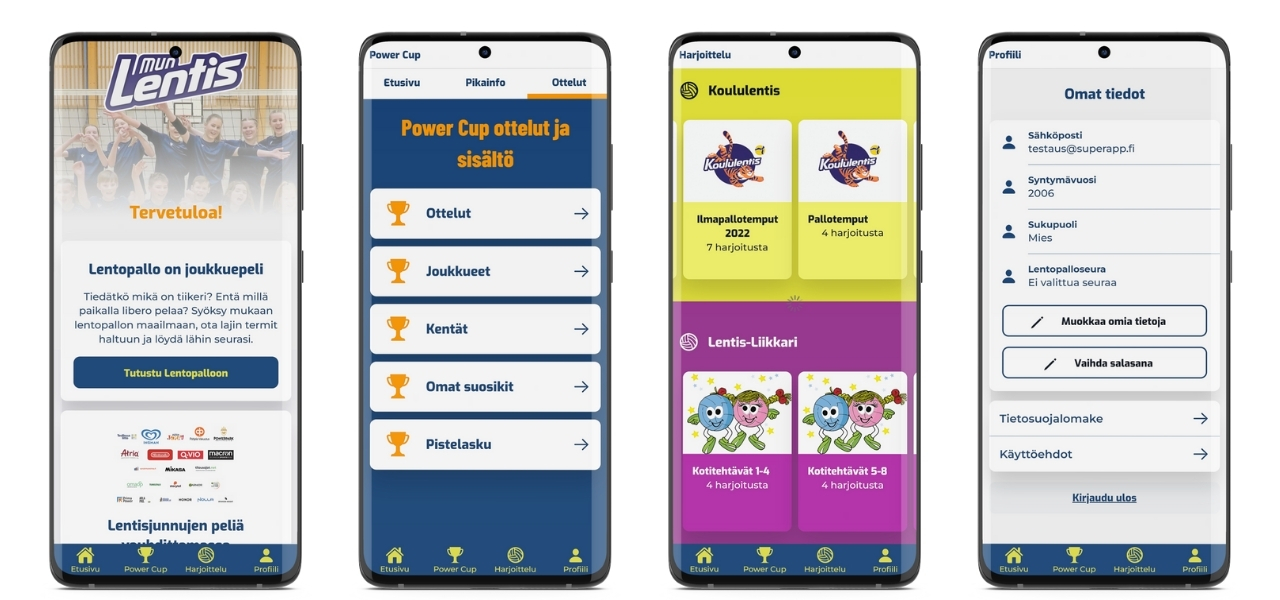 mun
Lentis
Tervetuloa!
Lentopallo on joukkuepeli
Tiedätkö mikä on tiikeri? Entä millä
paikalla libero pelaa? Syöksy mukaan
lentopallon maailmaan, ota lajin termit
haltuun ja löydä lähin seurasi.
Tutustu Lentopalloon
Atria
Nintendo
QVIO
macron
MIKASA
Lentisjunnujen peliä
Etusivu
Power Cup
Harjoittelu
Profiili
Power Cup
Etusivu
Pikainfo
Ottelut
Power Cup ottelut ja
sisältö
Ottelut
Joukkueet
Kentät
Omat suosikit
Pistelasku
Etusivu
Power Cup
Harjoittelu
Profiili
Harjoittelu
Koululentis
Koululentis
Ilmapallotemput
2022
7 harjoitusta
Koululentis
Pallotemput
4 harjoitusta
Lentis-Liikkari
Kotitehtävät 1-4
4 harjoitusta
Kotitehtävät 5-8
4 harjoitusta
Etusivu
Power Cup
Harjoittelu
Profiili
Profiili
Omat tiedot
Sähköposti
testaus@superapp.fi
Syntymävuosi
2006
Sukupuoli
Mies
Lentopalloseura
Ei valittua seuraa
Muokkaa omia tietoja
Vaihda salasana
Tietosuojalomake
Käyttöehdot
Kirjaudu ulos
Etusivu
Power Cup
Harjoittelu
Profiili